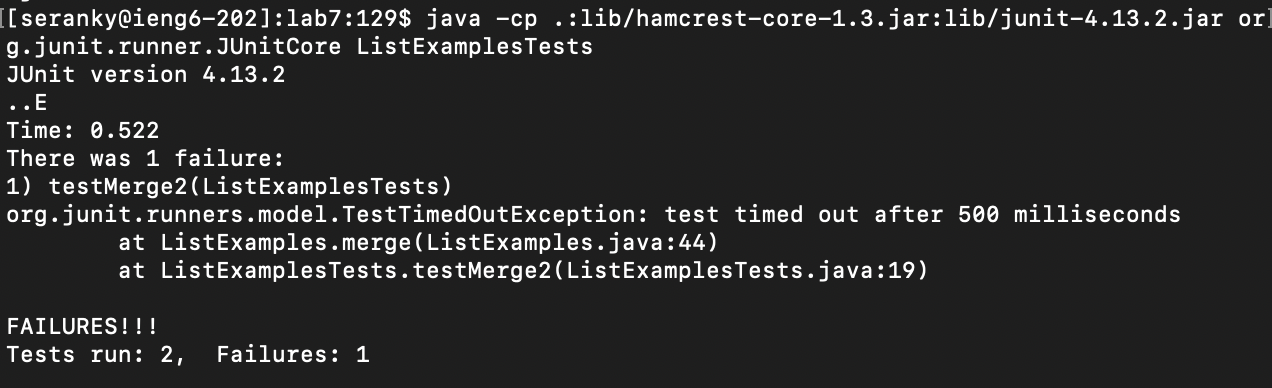 [[seranky@ieng6-202]:lab7:129$ java -cp .:lib/hamcrest-core-1.3.jar:lib/junit-4.13.2.jar or]
g.junit.runner.JUnitCore ListExamplesTests
JUnit version 4.13.2
..E
Time: 0.522
There was 1 failure:
1) testMerge2(ListExamplesTests)
org.junit.runners.model.TestTimedOutException: test timed out after 500 milliseconds
        at ListExamples.merge(ListExamples.java:44)
        at ListExamplesTests.testMerge2(ListExamplesTests.java:19)

FAILURES!!!
Tests run: 2,  Failures: 1